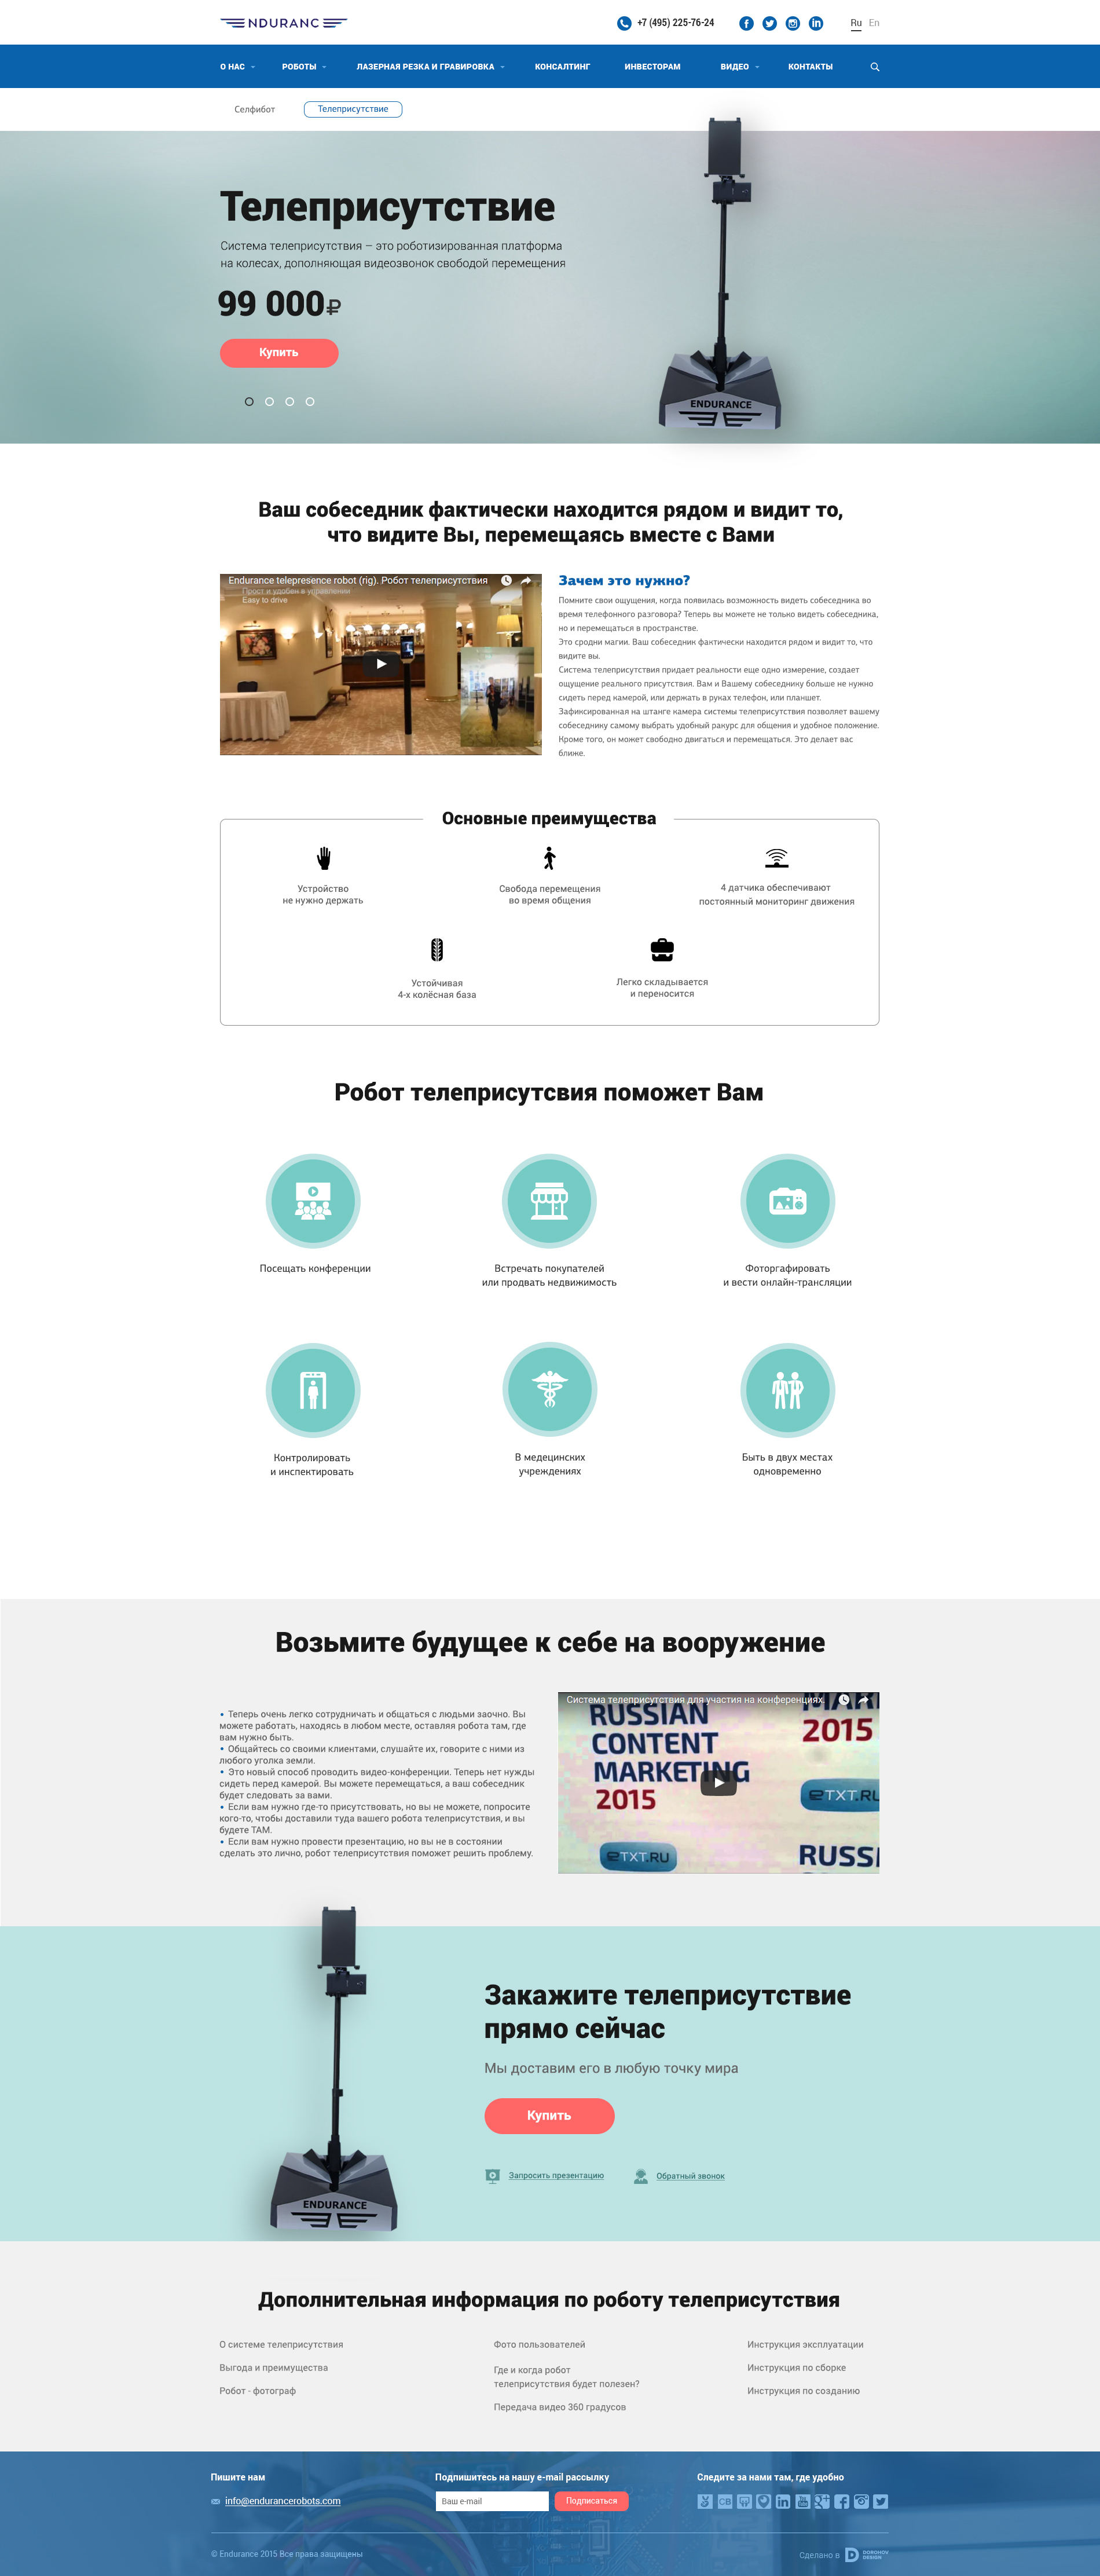 NDURANC
+7 (495) 225-76-24
Ru En
О НАС
РОБОТЫ
ЛАЗЕРНАЯ РЕЗКА И ГРАВИРОВКА
КОНСАЛТИНГ
ИНВЕСТОРАМ
ВИДЕО
КОНТАКТЫ
Селфибот
Телеприсутствие
Телеприсутствие
Система телеприсутствия – это роботизированная платформа
на колесах, дополняющая видеозвонок свободой перемещения
99 000₽
Купить
ENDURANCE
Ваш собеседник фактически находится рядом и видит то,
что видите Вы, перемещаясь вместе с Вами
Endurance telepresence robot (rig). Робот телеприсутствия
Прост и удобен в управлении
Easy to drive
Зачем это нужно?
Помните свои ощущения, когда появилась возможность видеть собеседника во
время телефонного разговора? Теперь вы можете не только видеть собеседника,
но и перемещаться в пространстве.
Это сродни магии. Ваш собеседник фактически находится рядом и видит то, что
видите вы.
Система телеприсутствия придает реальности еще одно измерение, создает
ощущение реального присутствия. Вам и Вашему собеседнику больше не нужно
сидеть перед камерой, или держать в руках телефон, или планшет.
Зафиксированная на штанге камера системы телеприсутствия позволяет вашему
собеседнику самому выбрать удобный ракурс для общения и удобное положение.
Кроме того, он может свободно двигаться и перемещаться. Это делает вас
ближе.
Основные преимущества
Устройство
не нужно держать
Свобода перемещения
во время общения
4 датчика обеспечивают
постоянный мониторинг движения
Устойчивая
4-х колёсная база
Легко складывается
и переносится
Робот телеприсутсвия поможет Вам
Посещать конференции
Встречать покупателей
или продвать недвижимость
Фоторгафировать
и вести онлайн-трансляции
Контролировать
и инспектировать
В медецинских
учреждениях
Быть в двух местах
одновременно
Возьмите будущее к себе на вооружение
• Теперь очень легко сотрудничать и общаться с людьми заочно. Вы
можете работать, находясь в любом месте, оставляя робота там, где
вам нужно быть.
• Общайтесь со своими клиентами, слушайте их, говорите с ними из
любого уголка земли.
• Это новый способ проводить видео-конференции. Теперь нет нужды
сидеть перед камерой. Вы можете перемещаться, а ваш собеседник
будет следовать за вами.
• Если вам нужно где-то присутствовать, но вы не можете, попросите
кого-то, чтобы доставили туда вашего робота телеприсутствия, и вы
будете ТАМ.
• Если вам нужно провести презентацию, но вы не в состоянии
сделать это лично, робот телеприсутствия поможет решить проблему.
Система телеприсутствия для участия на конференциях.
RUSSIAN
CONTENT
MARKETING
2015
2015
eTXT.RU
eTXT.RU
RUSSI
ENDURANCE
Закажите телеприсутствие
прямо сейчас
Мы доставим его в любую точку мира
Купить
Запросить презентацию
Обратный звонок
Дополнительная информация по роботу телеприсутствия
О системе телеприсутствия
Выгода и преимущества
Робот - фотограф
Фото пользователей
Где и когда робот
телеприсутствия будет полезен?
Передача видео 360 градусов
Инструкция эксплуатации
Инструкция по сборке
Инструкция по созданию
Пишите нам
info@endurancerobots.com
Подпишитесь на нашу e-mail рассылку
Ваш e-mail
Подписаться
Следите за нами там, где удобно
© Endurance 2015 Все права защищены
Сделано в
DOROHOV
DESIGN